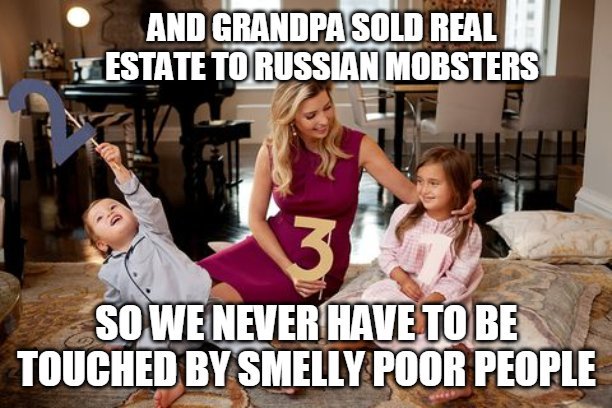 AND GRANDPA SOLD REAL
ESTATE TO RUSSIAN MOBSTERS
2
3
1
SO WE NEVER HAVE TO BE
TOUCHED BY SMELLY POOR PEOPLE